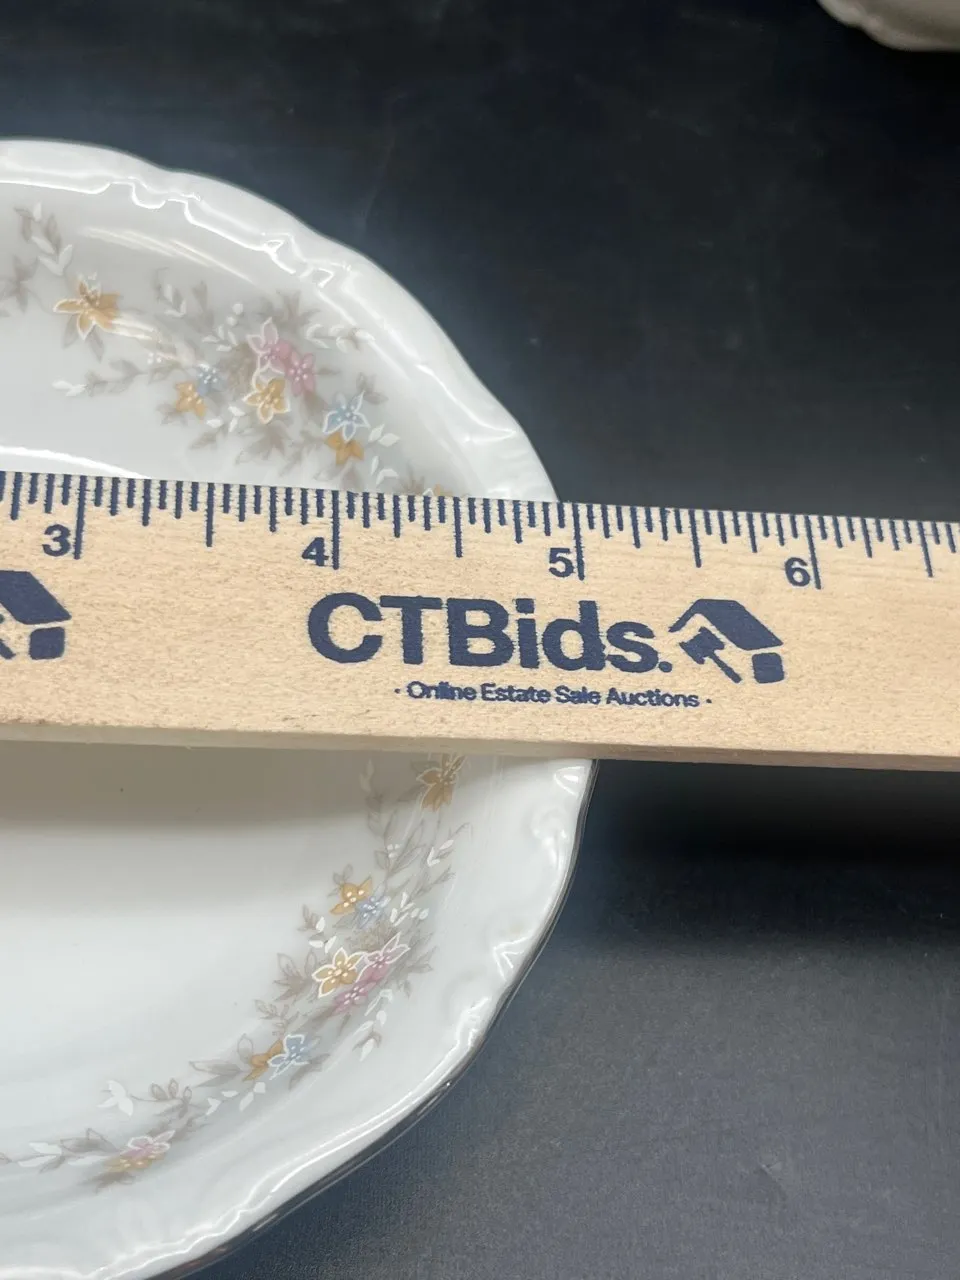 3 4 5 6
CTBids.
· Online Estate Sale Auctions ·